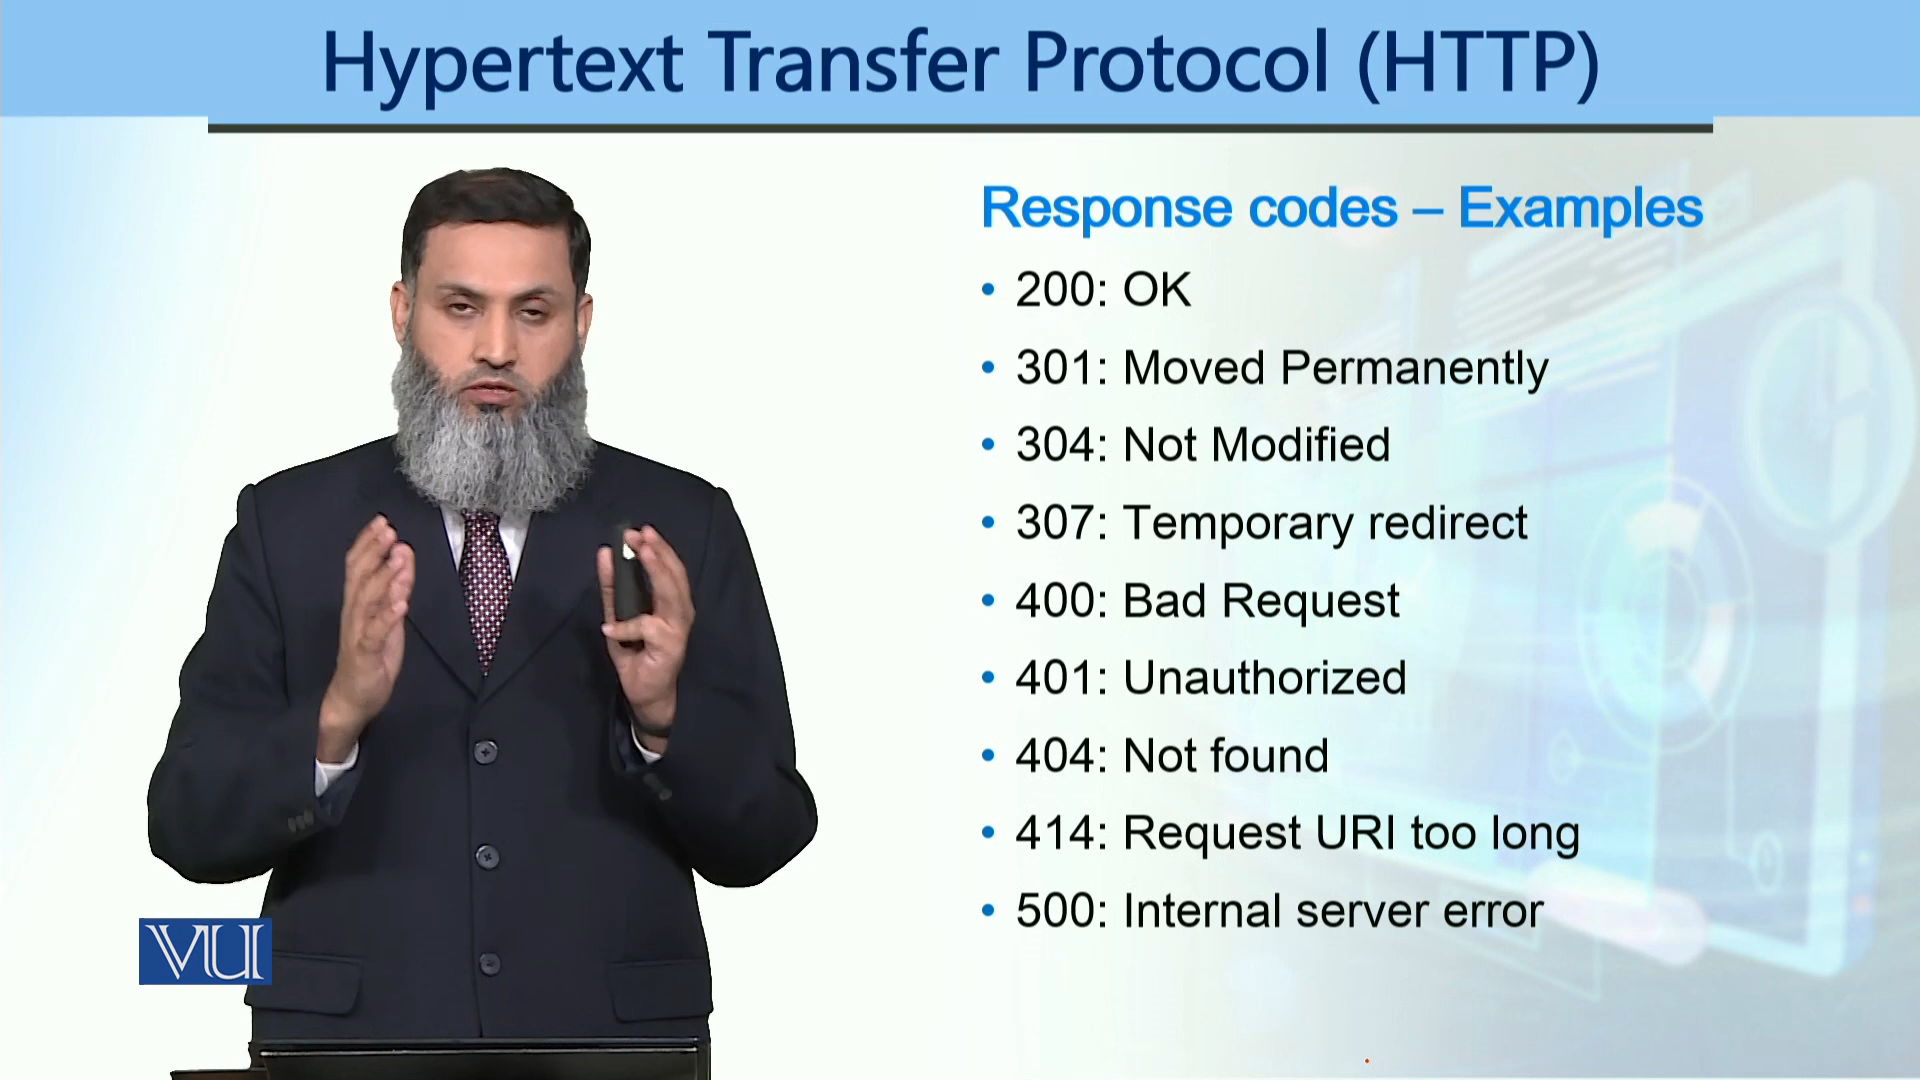 Hypertext Transfer Protocol (HTTP)
Response codes – Examples
• 200: OK
• 301: Moved Permanently
• 304: Not Modified
• 307: Temporary redirect
• 400: Bad Request
• 401: Unauthorized
• 404: Not found
• 414: Request URI too long
• 500: Internal server error
VU